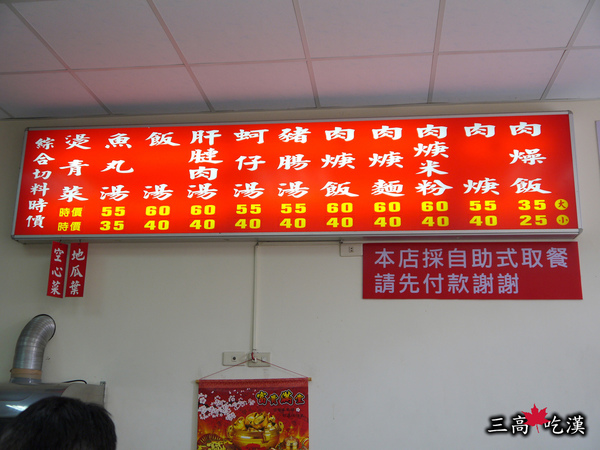 肉燥飯
肉焿
肉焿米粉
肉焿麵
肉焿飯
豬腸湯
蚵仔湯
肝腱肉湯
飯湯
魚丸湯
燙青菜
綜合切料時價
時價 55 60 60 55 55 60 60 60 55 35 大
時價 35 40 40 40 40 40 40 40 40 25 小
地瓜葉
空心菜
本店採自助式取餐
請先付款謝謝
三高吃漢